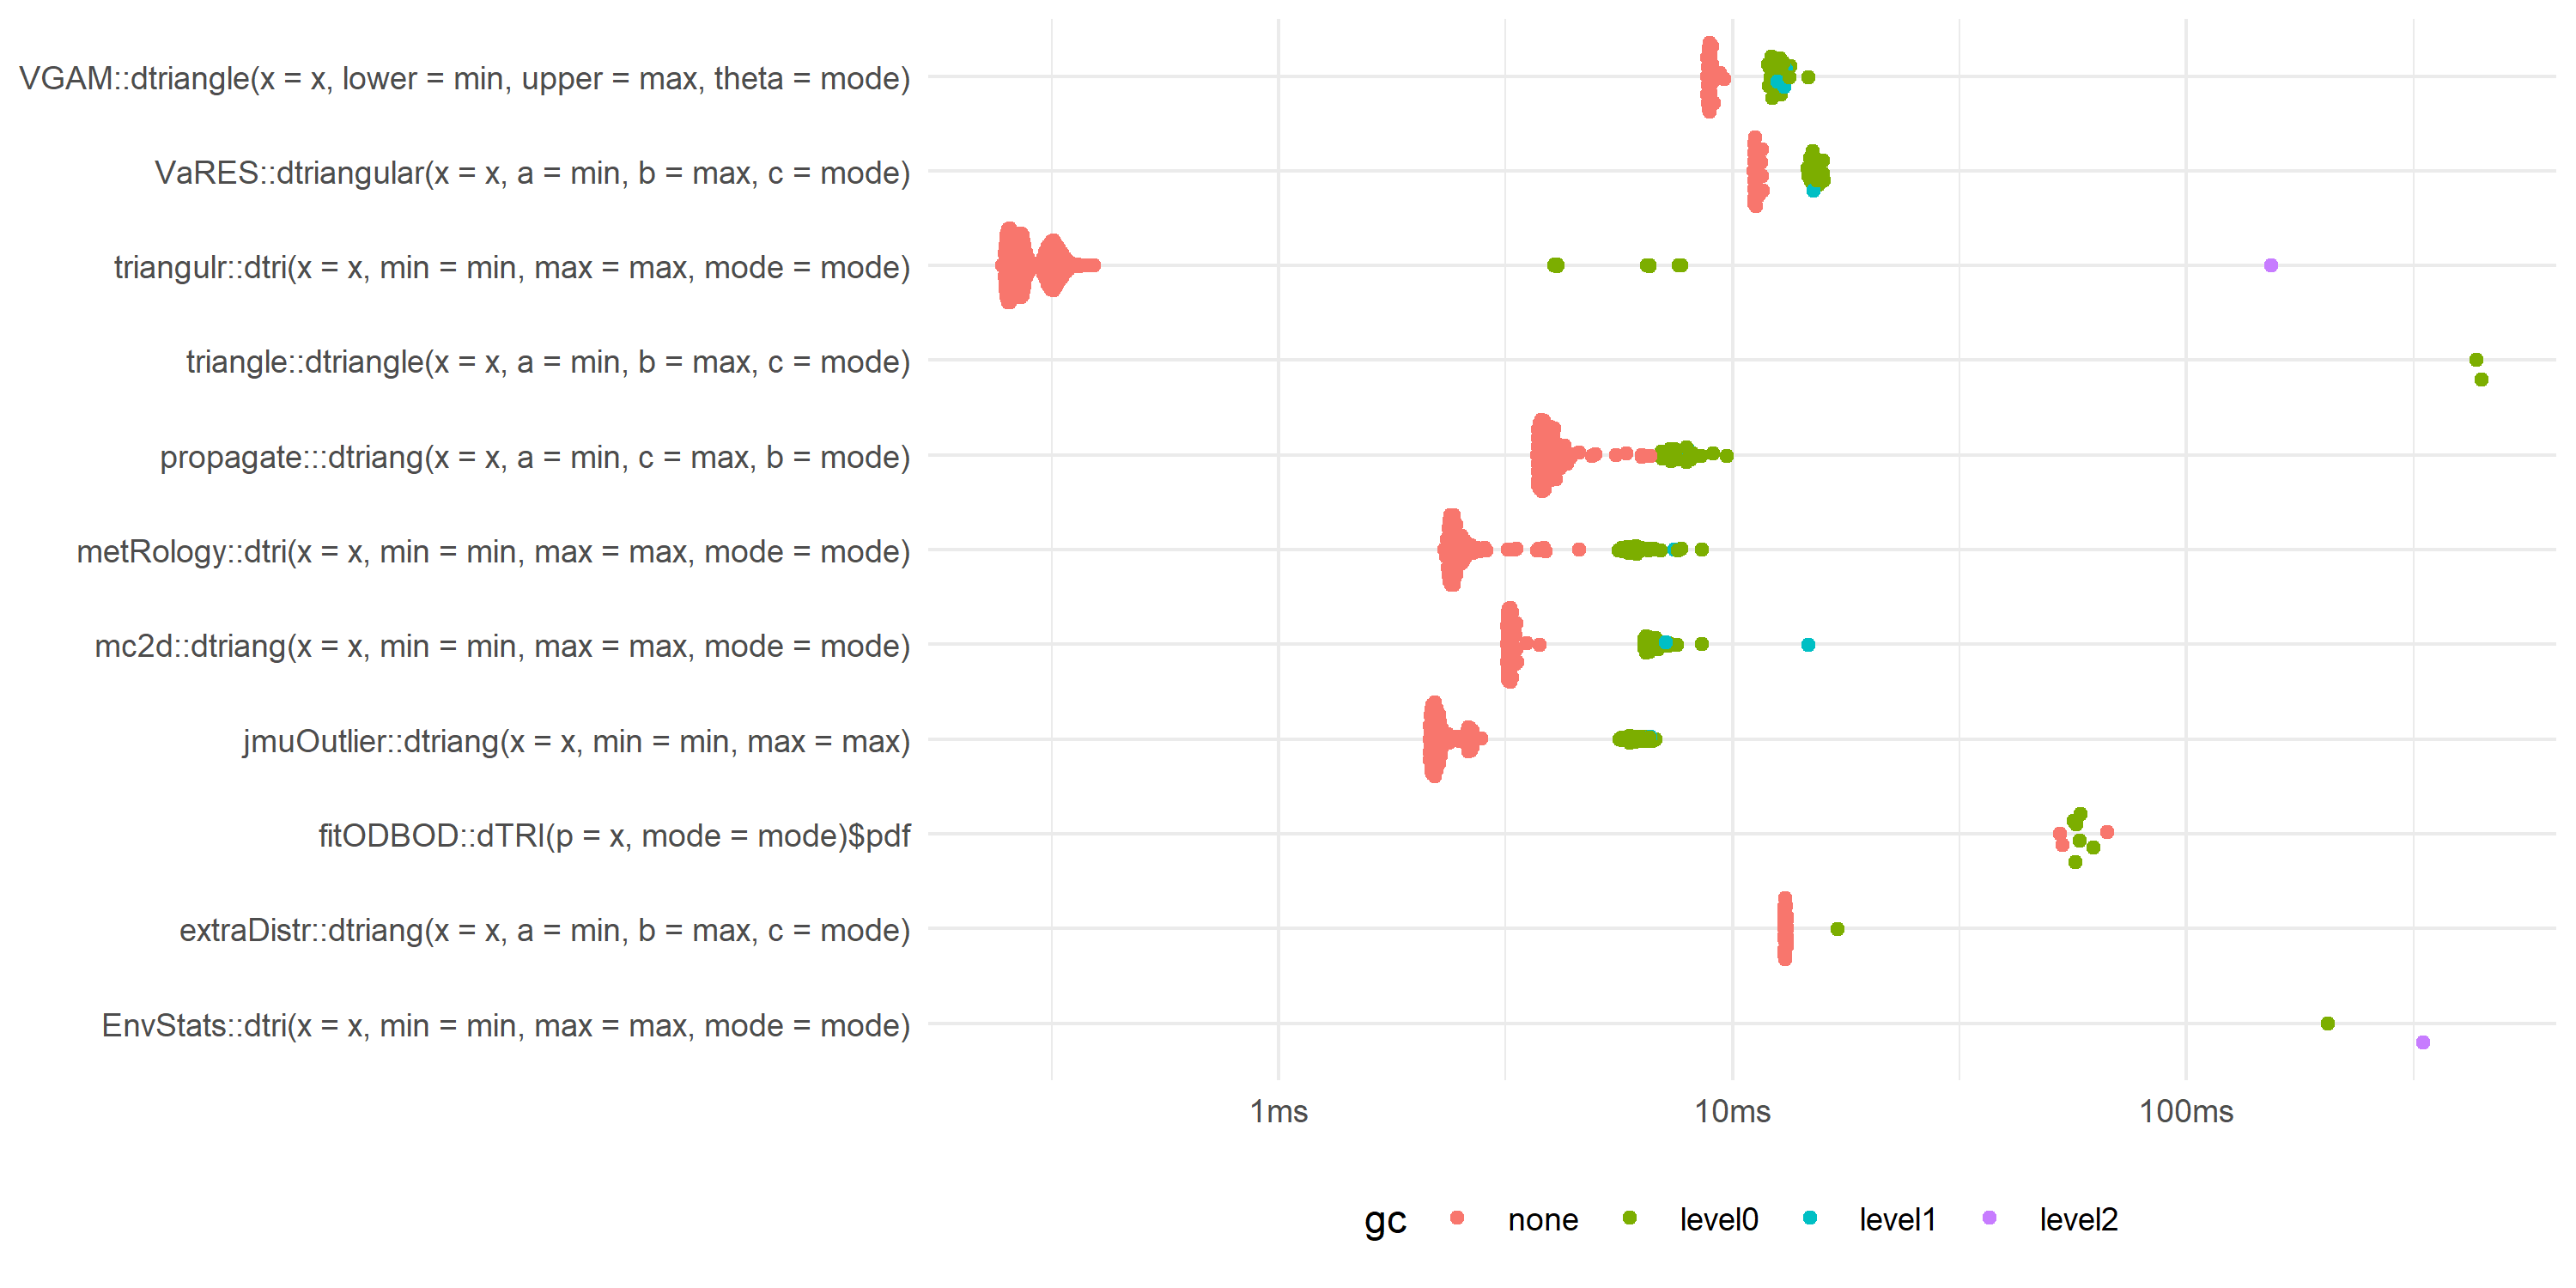 VGAM::dtriangle(x = x, lower = min, upper = max, theta = mode)
VaRES::dtriangular(x = x, a = min, b = max, c = mode)
triangulr::dtri(x = x, min = min, max = max, mode = mode)
triangle::dtriangle(x = x, a = min, b = max, c = mode)
propagate:::dtriang(x = x, a = min, c = max, b = mode)
metRology::dtri(x = x, min = min, max = max, mode = mode)
mc2d::dtriang(x = x, min = min, max = max, mode = mode)
jmuOutlier::dtriang(x = x, min = min, max = max)
fitODBOD::dTRI(p = x, mode = mode)$pdf
extraDistr::dtriang(x = x, a = min, b = max, c = mode)
EnvStats::dtri(x = x, min = min, max = max, mode = mode)
1ms 10ms 100ms
gc none level0 level1 level2